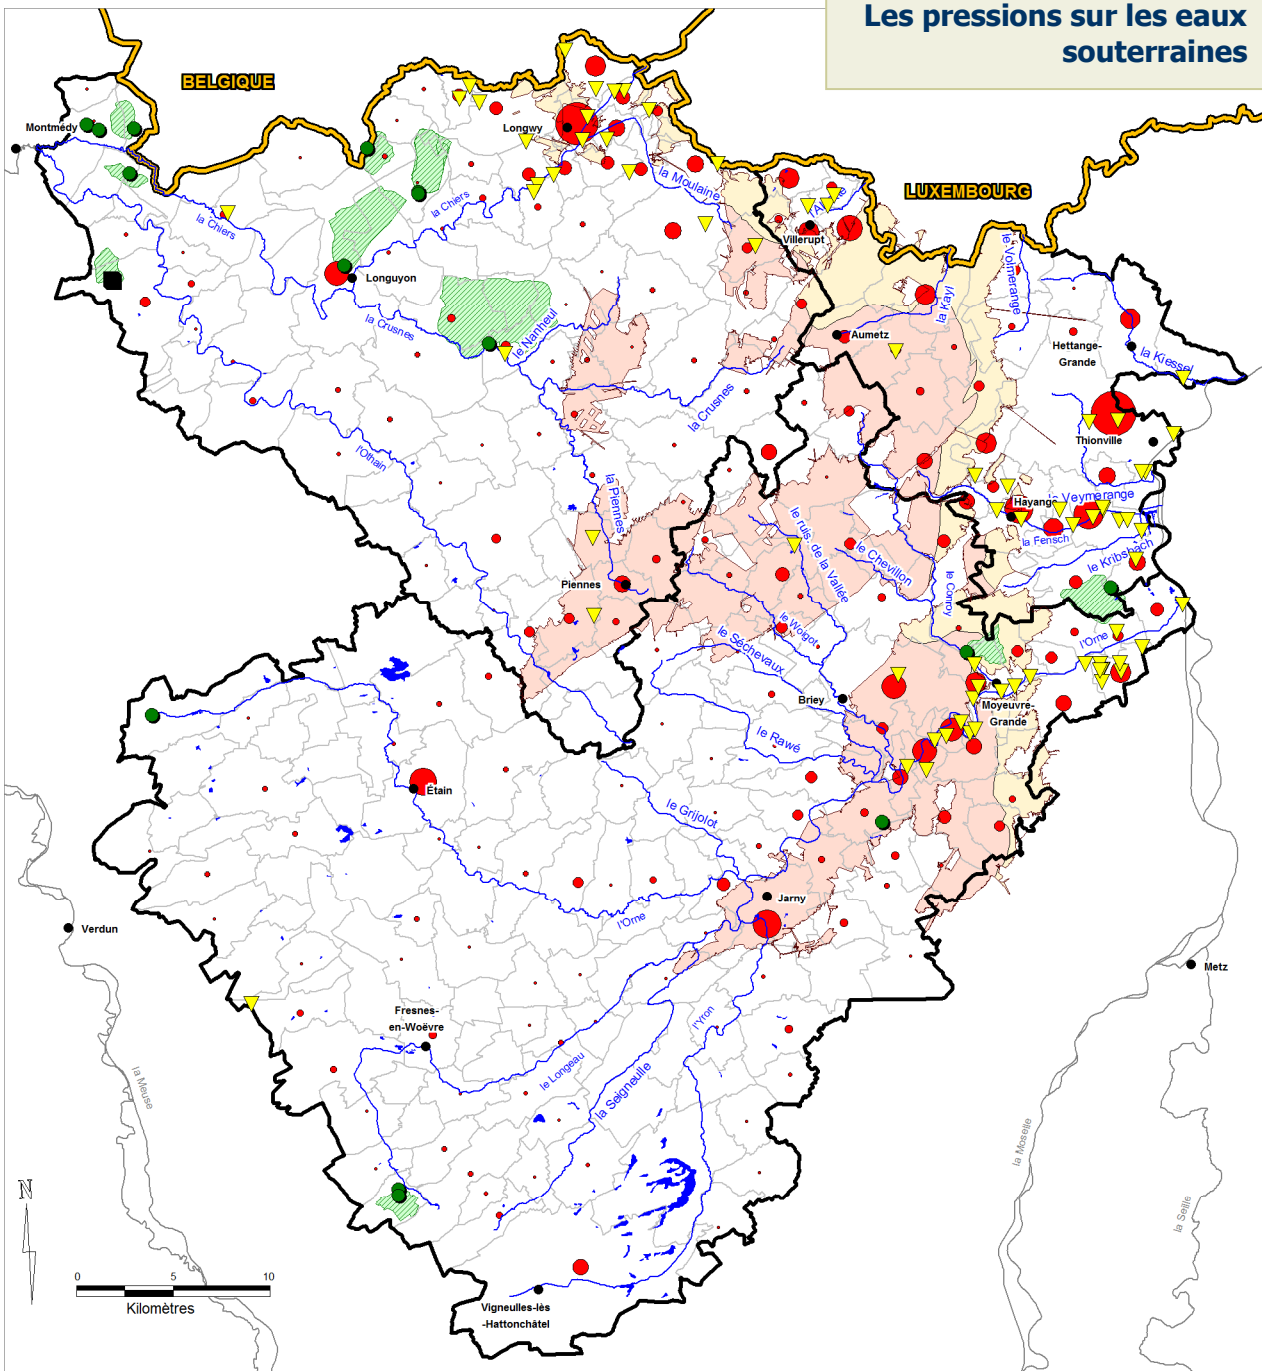 Les pressions sur les eaux
souterraines
BELGIQUE
Montmédy
Longwy
la Moulaine
LUXEMBOURG
la Chiers
la Chiers
Villerupt
le Volmerange
Longuyon
la Crusnes
le Nanheul
la Kayl
Aumetz
Hettange-
Grande
la Kiessel
la Crusnes
Thionville
l'Othain
la Piennes
Hayange
Veymerange
la Fensch
le ruis. de la Vallée
le Chevillon
le Conroy
le Kribsbach
Piennes
le Woigot
le Séchevaux
l'Orne
Briey
Moyeuvre-
Grande
le Rawé
Étain
le Grijolot
Jarny
l'Orne
Verdun
Metz
Fresnes-
en-Woëvre
l'Yron
le Longeau
la Seigneulle
la Meuse
la Moselle
la Seille
N
0 5 10
Kilomètres
Vigneulles-lès
-Hattonchâtel